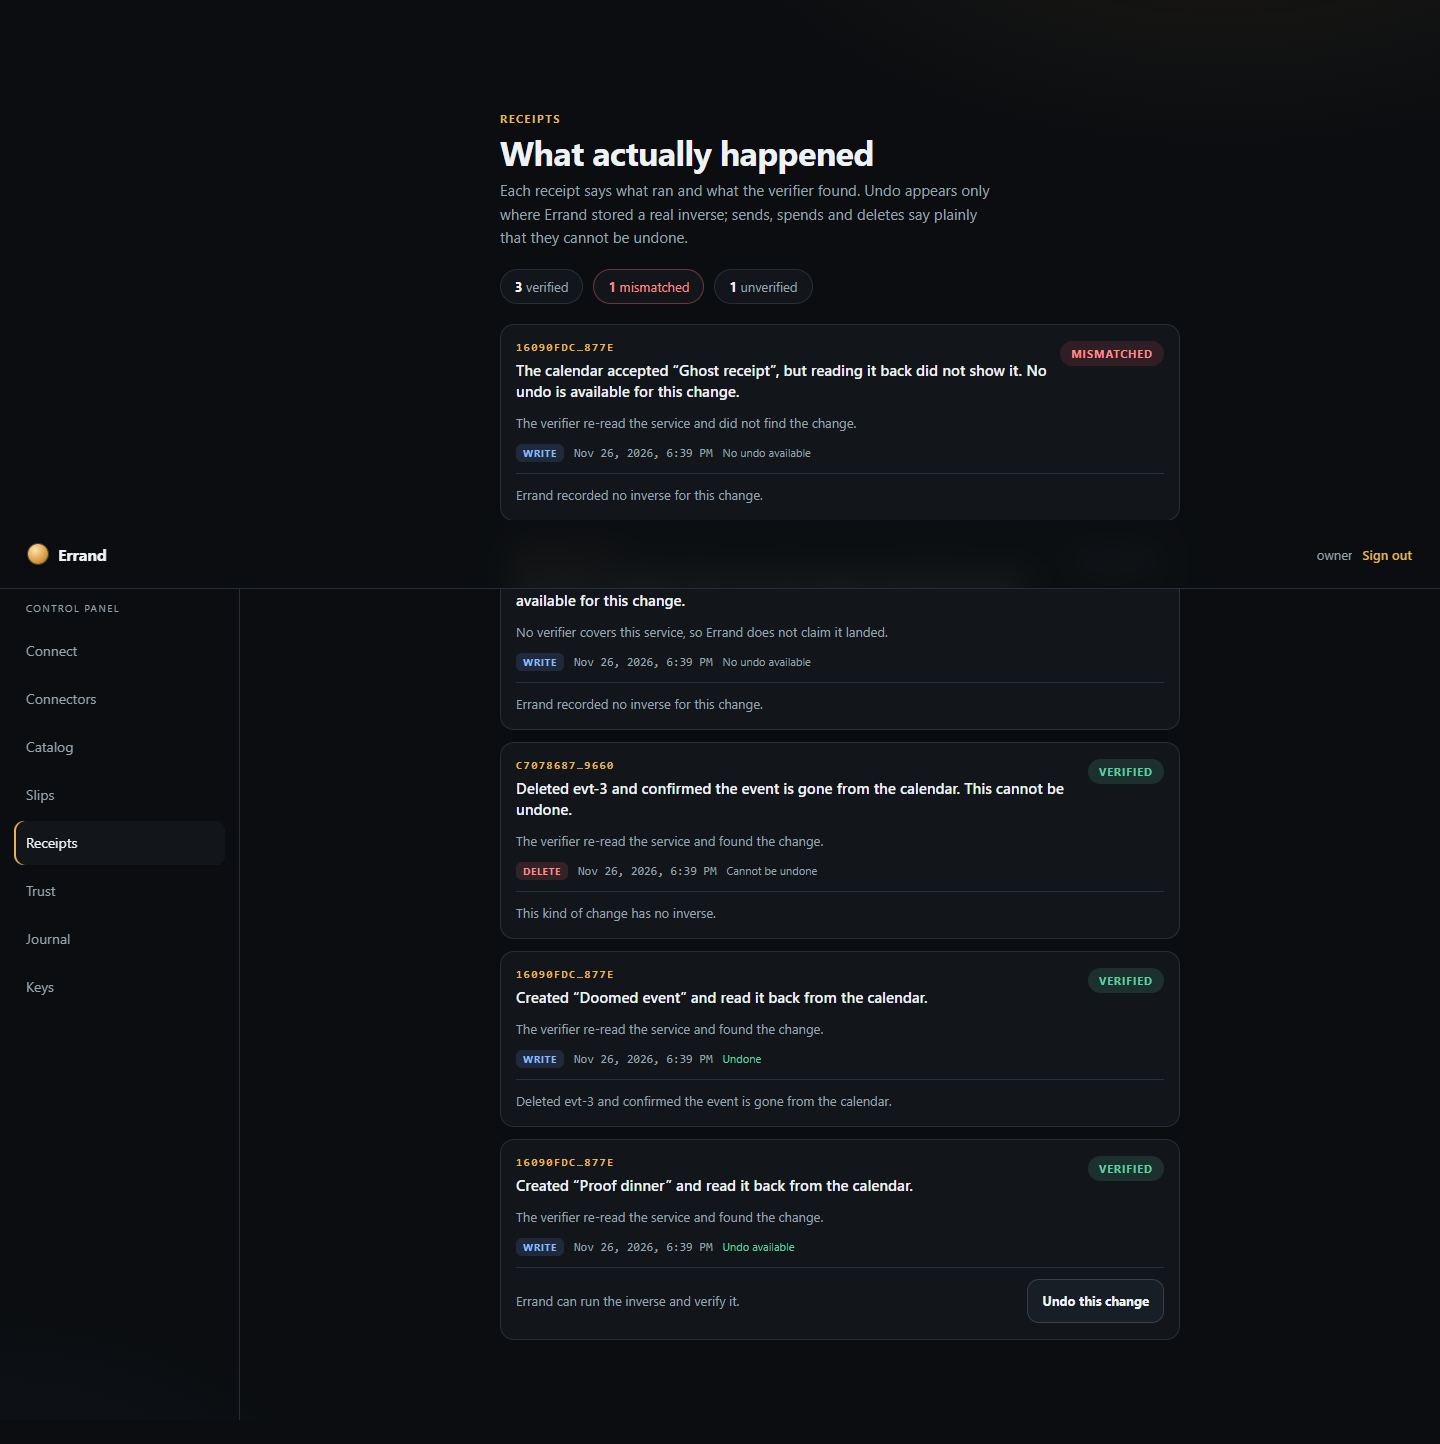 RECEIPTS
What actually happened
Each receipt says what ran and what the verifier found. Undo appears only
where Errand stored a real inverse; sends, spends and deletes say plainly
that they cannot be undone.
3 verified
1 mismatched
1 unverified
16090FDC_877E
MISMATCHED
The calendar accepted “Ghost receipt”, but reading it back did not show it. No
undo is available for this change.
The verifier re-read the service and did not find the change.
WRITE Nov 26, 2026, 6:39 PM No undo available
Errand recorded no inverse for this change.
Errand
owner Sign out
CONTROL PANEL
Connect
Connectors
Catalog
Slips
Receipts
Trust
Journal
Keys
available for this change.
No verifier covers this service, so Errand does not claim it landed.
WRITE Nov 26, 2026, 6:39 PM No undo available
Errand recorded no inverse for this change.
C7078687_9660
VERIFIED
Deleted evt-3 and confirmed the event is gone from the calendar. This cannot be
undone.
The verifier re-read the service and found the change.
DELETE Nov 26, 2026, 6:39 PM Cannot be undone
This kind of change has no inverse.
16090FDC_877E
VERIFIED
Created “Doomed event” and read it back from the calendar.
The verifier re-read the service and found the change.
WRITE Nov 26, 2026, 6:39 PM Undone
Deleted evt-3 and confirmed the event is gone from the calendar.
16090FDC_877E
VERIFIED
Created “Proof dinner” and read it back from the calendar.
The verifier re-read the service and found the change.
WRITE Nov 26, 2026, 6:39 PM Undo available
Errand can run the inverse and verify it.
Undo this change